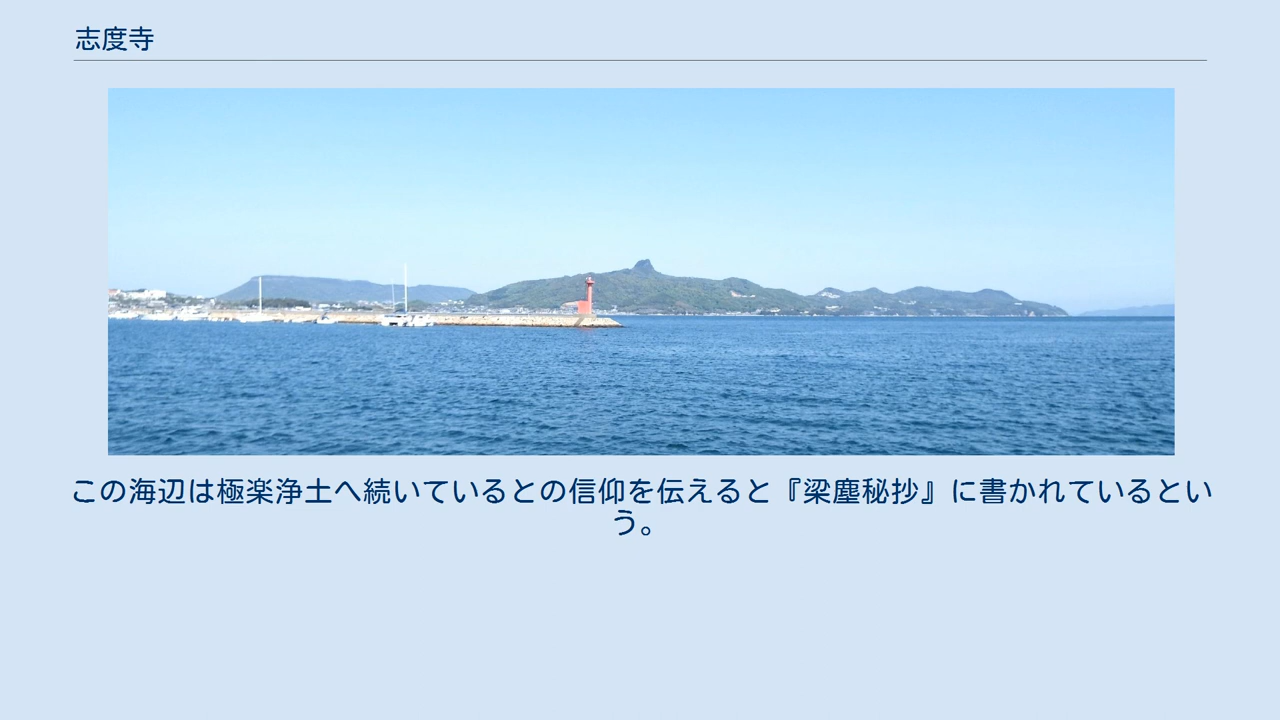 志度寺
この海辺は極楽浄土へ続いているとの信仰を伝えると『梁塵秘抄』に書かれているとい
う。